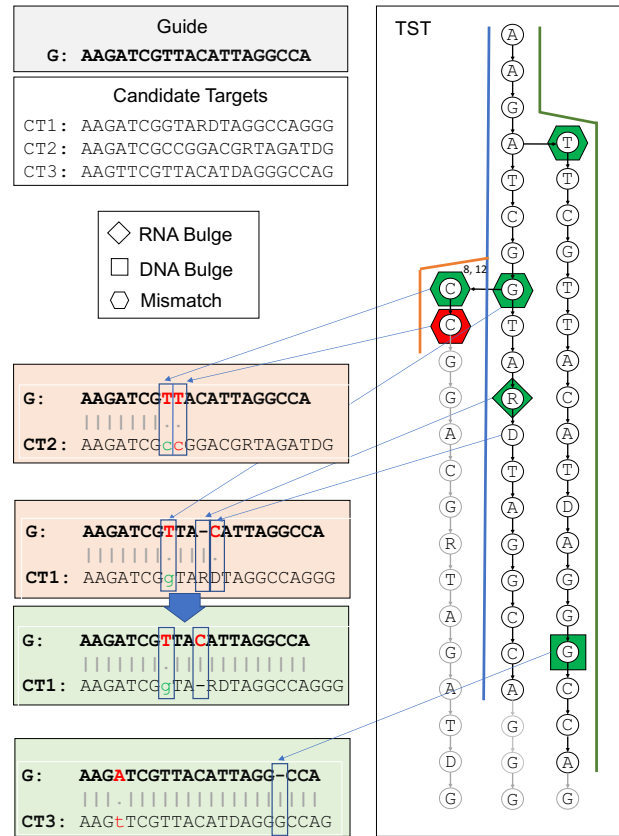 Guide
G: AAGATCGTTACATTAGGCCA
Candidate Targets
CT1: AAGATCGGTARDTAGGCCAGGG
CT2: AAGATCGCCGGACGRTAGATDG
CT3: AAGTTCGTTACATDAGGGCCAG
RNA Bulge
DNA Bulge
Mismatch
G: AAGATCGTTACATTAGGCCA
CT2: AAGATCGccGGACGRTAGATDG
G: AAGATCGTTA-CATTAGGCCA
CT1: AAGATCGgTARDTAGGCCAGGG
G: AAGATCGTTACATTAGGCCA
CT1: AAGATCGgTA-RDTAGGCCAGGG
G: AAGATCGTTACATTAGG-CCA
CT3: AAGtTCGTTACATDAGGGCCAG
TST
A
A
G
A T
T T
C C
G G
8, 12
C G T
C T T
G A A
G R C
A D A
C T T
G A D
R G A
T G G
A C G
G C G
A A C
T G C
D G A
G G G